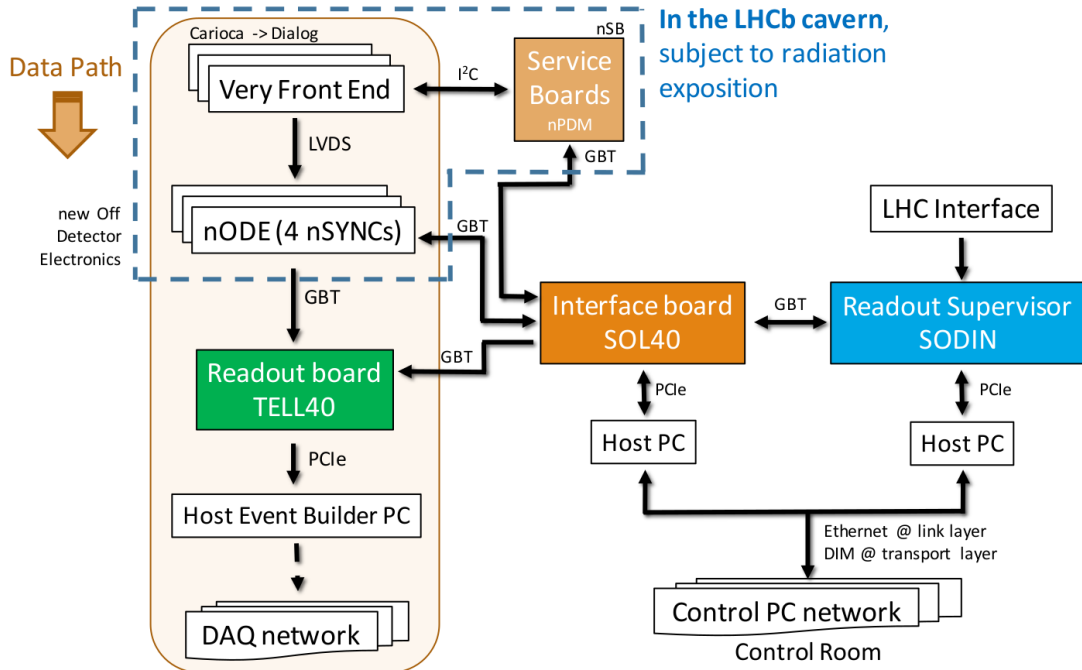 Carioca -> Dialog
Very Front End
I²C
nSB
Service
Boards
nPDM
In the LHCb cavern,
subject to radiation
exposition
Data Path
LVDS
GBT
new Off
Detector
Electronics
nODE (4 nSYNCs)
GBT
LHC Interface
GBT
Interface board
SOL40
GBT
Readout Supervisor
SODIN
GBT
Readout board
TELL40
PCIe
PCIe
Host PC
Host PC
PCIe
Host Event Builder PC
Ethernet @ link layer
DIM @ transport layer
DAQ network
Control PC network
Control Room